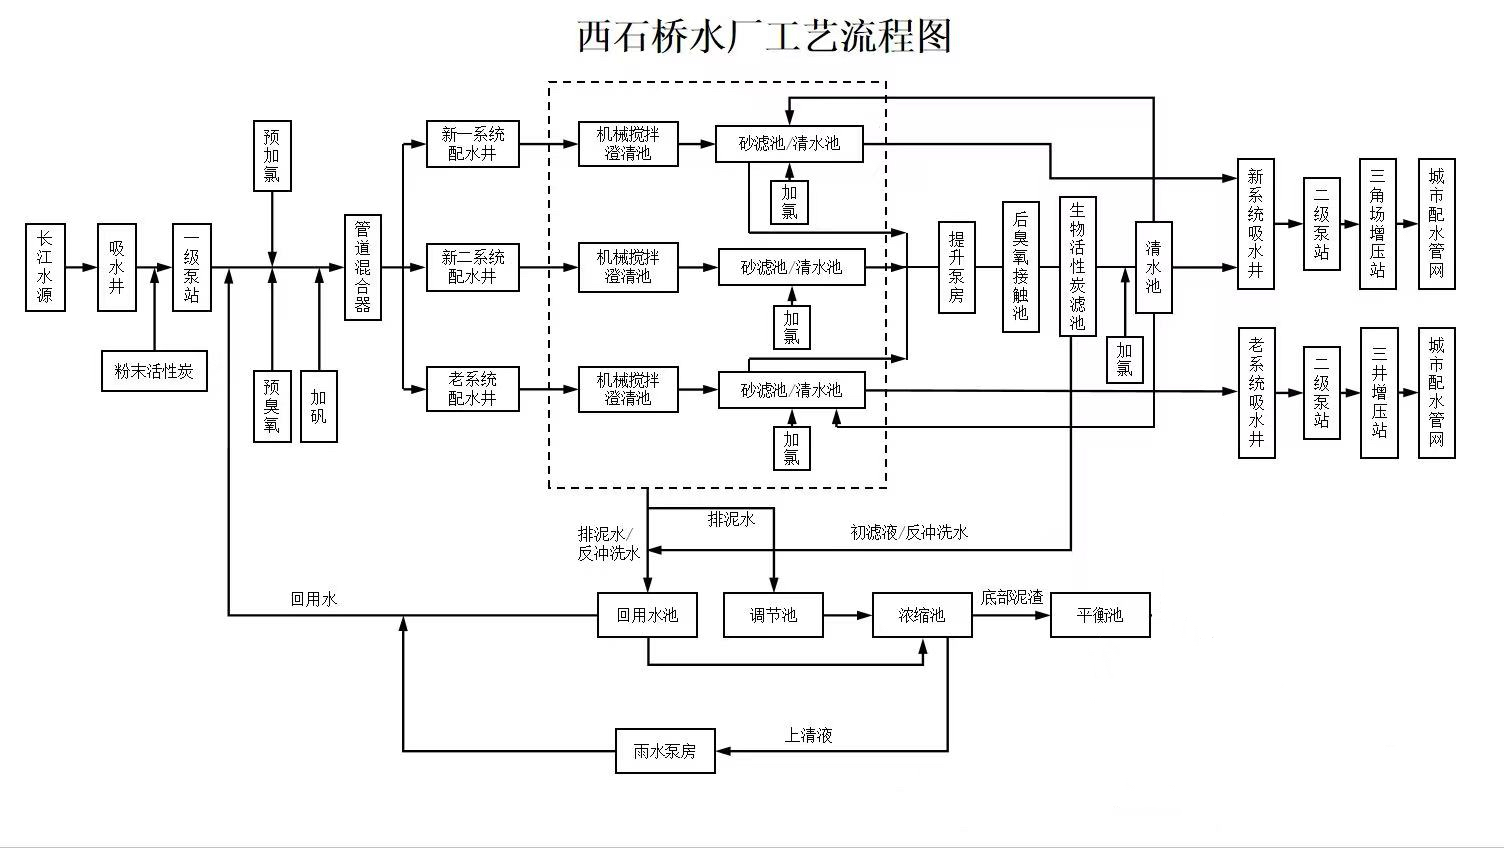 西石桥水厂工艺流程图
预加氯
新一系统
配水井
机械搅拌
澄清池
砂滤池/清水池
加氯
长江水源
吸水井
一级泵站
管道混合器
新二系统
配水井
机械搅拌
澄清池
砂滤池/清水池
加氯
提升泵房
后臭氧接触池
生物活性炭滤池
清水池
加氯
新系统吸水井
二级泵站
三角场增压站
城市配水管网
粉末活性炭
预臭氧
加矾
老系统
配水井
机械搅拌
澄清池
砂滤池/清水池
加氯
老系统吸水井
二级泵站
三井增压站
城市配水管网
排泥水/
反冲洗水
排泥水
初滤液/反冲洗水
回用水
回用水池
调节池
浓缩池
底部泥渣
平衡池
雨水泵房
上清液